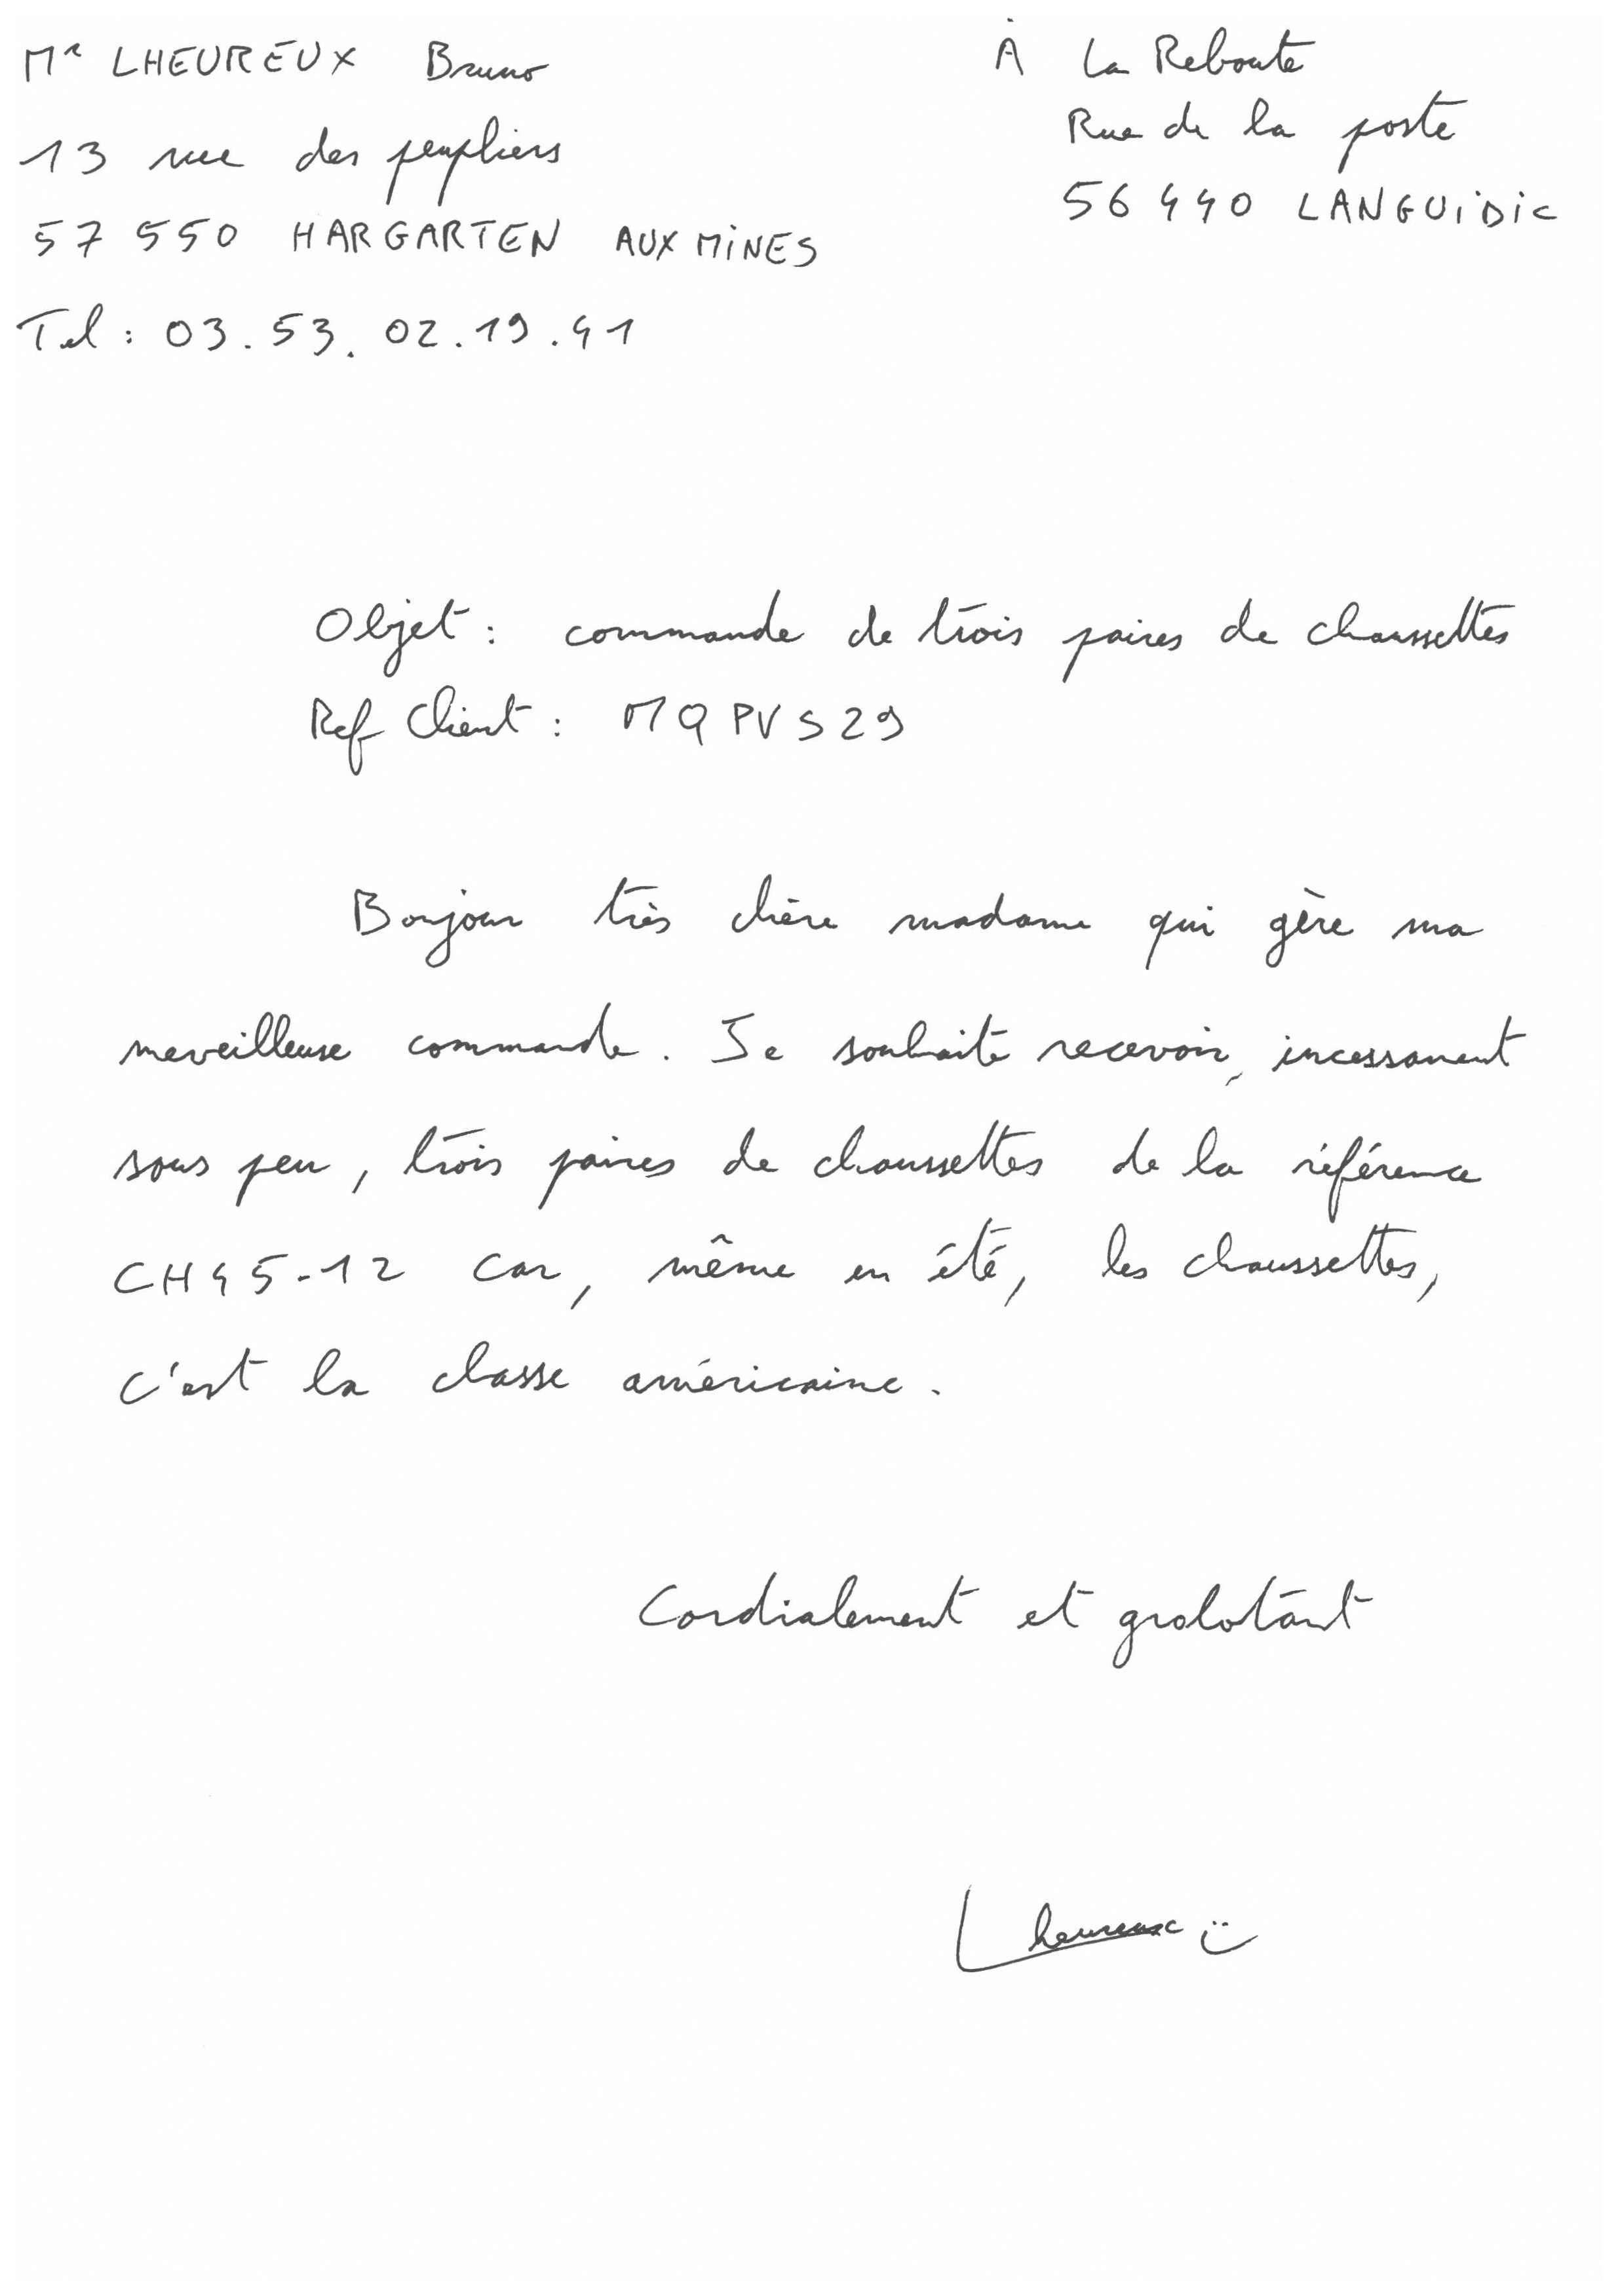 Mr LHEUREUX Bruno
13 rue des peupliers
57 550 HARGARTEN AUX MINES
Tel : 03.53.02.19.41
À La Reboute
Rue de la poste
56 440 LANGUiDiC
Objet : commande de trois paires de chaussettes
Ref Client : MQPVS29
Bonjour très chère madame qui gère ma
merveilleuse commande. Je souhaite recevoir, incessament
sous peu, trois paires de chaussettes de la référence
CH45-12 car, même en été, les chaussettes,
c'est la classe américaine.
Cordialement et grolotant
Lheureux